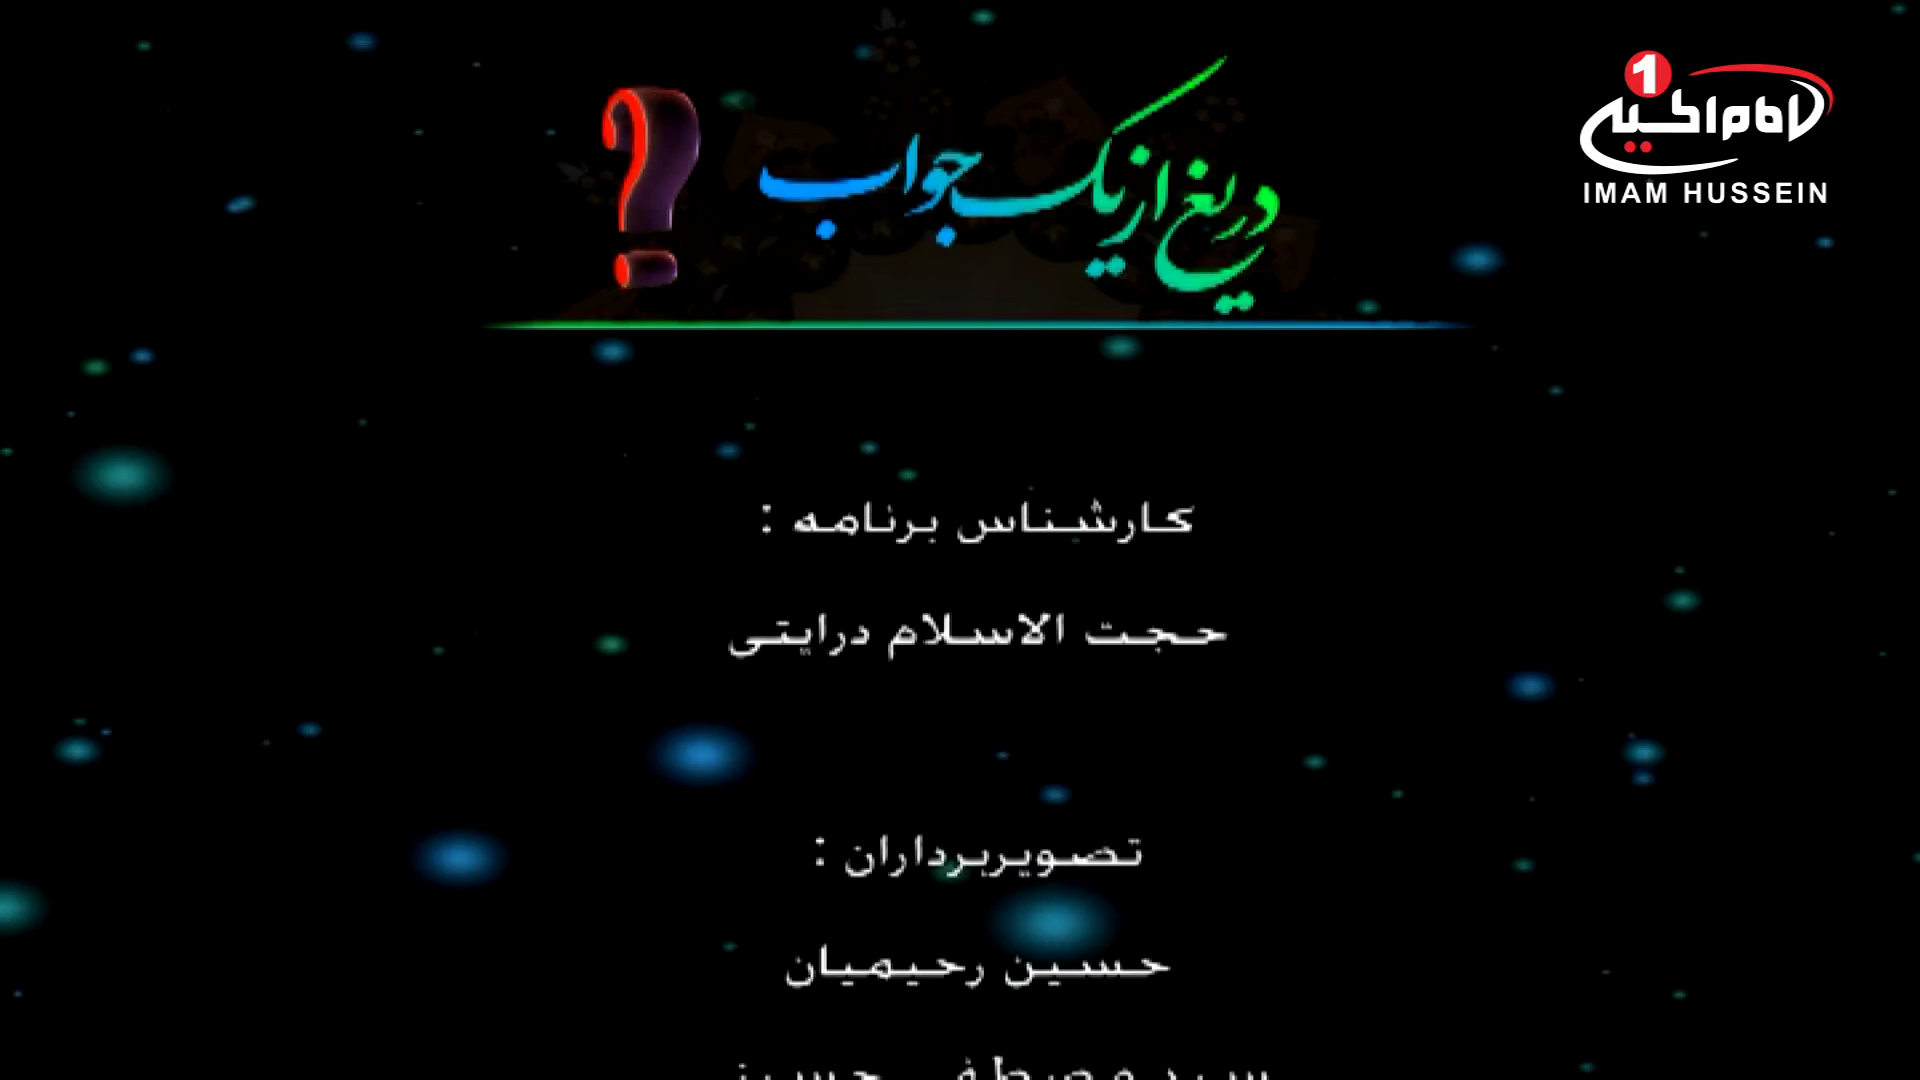 دریغ از یک جواب ?
1
امام حسین
IMAM HUSSEIN
کارشناس برنامه :
حجت الاسلام درایتی
تصویربرداران :
حسین رحیمیان